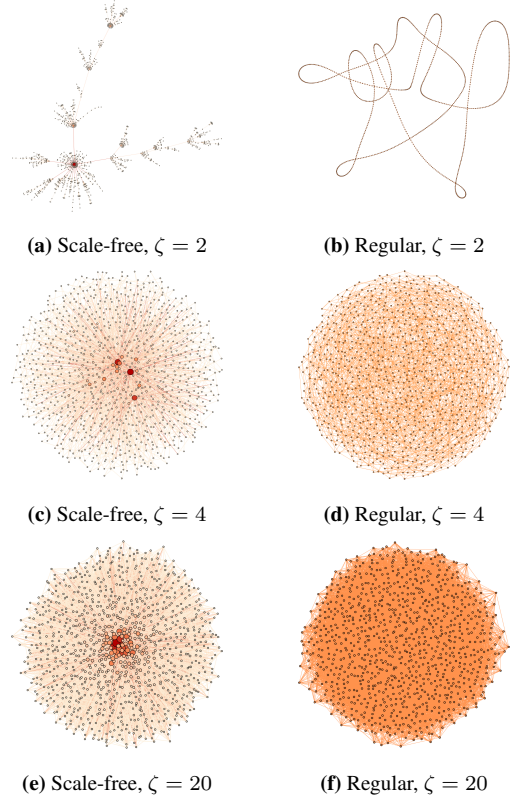 (a) Scale-free, ζ = 2
(b) Regular, ζ = 2
(c) Scale-free, ζ = 4
(d) Regular, ζ = 4
(e) Scale-free, ζ = 20
(f) Regular, ζ = 20